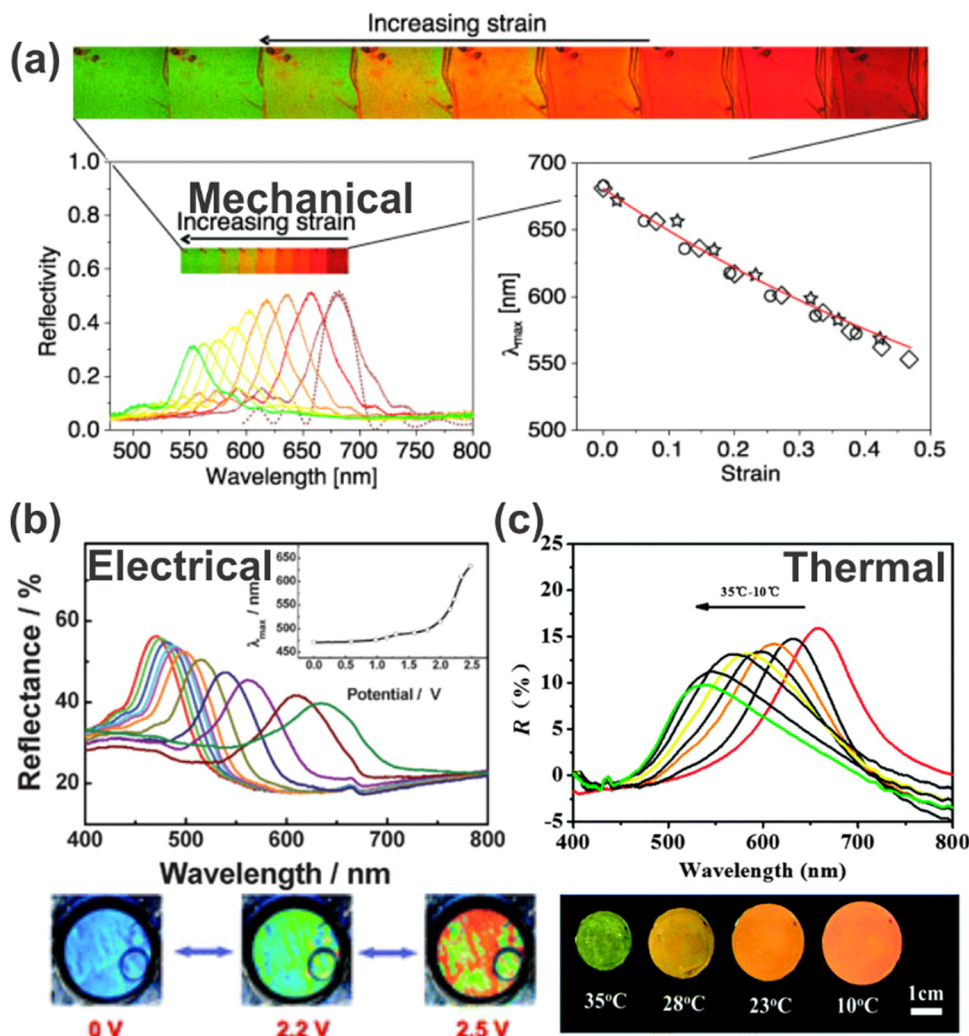 (a)
Increasing strain
1.0
0.8
0.6
0.4
0.2
0.0
Reflectivity
Mechanical
Increasing strain
500 550 600 650 700 750 800
Wavelength [nm]
700
650
600
550
500
λmax [nm]
0.0 0.1 0.2 0.3 0.4 0.5
Strain
(b)
Electrical
60
40
20
Reflectance / %
650
600
550
500
450
λmax / nm
0.0 0.5 1.0 1.5 2.0 2.5
Potential / V
400 500 600 700 800
Wavelength / nm
0 V 2.2 V 2.5 V
(c)
Thermal
35℃-10℃
25
20
15
10
5
0
-5
R (%)
400 500 600 700 800
Wavelength (nm)
35°C 28°C 23°C 10°C 1cm